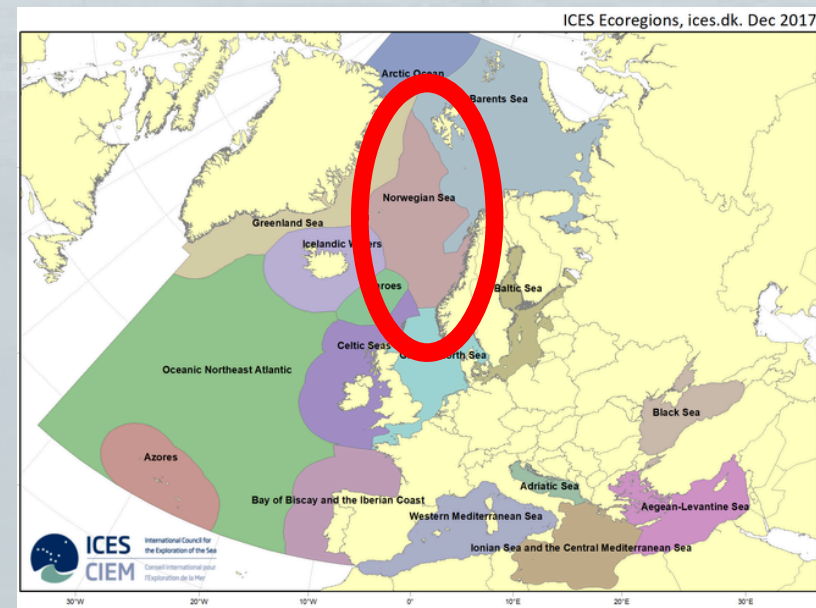 ICES Ecoregions, ices.dk. Dec 2017
Arctic Ocean
Barents Sea
Norwegian Sea
Greenland Sea
Icelandic W ers
roes
Baltic Sea
Celtic Seas
North Sea
Oceanic Northeast Atlantic
Black Sea
Azores
Adriatic Sea
Bay of Biscay and the Iberian Coast
Aegean-Levantine Sea
Western Mediterranean Sea
Ionian Sea and the Central Mediterranean Sea
ICES
International Council for
the Exploration of the Sea
CIEM
Conseil International pour
l'Exploration de la Mer
30°W 20°W 10°W 0° 10°E 20°E 30°E